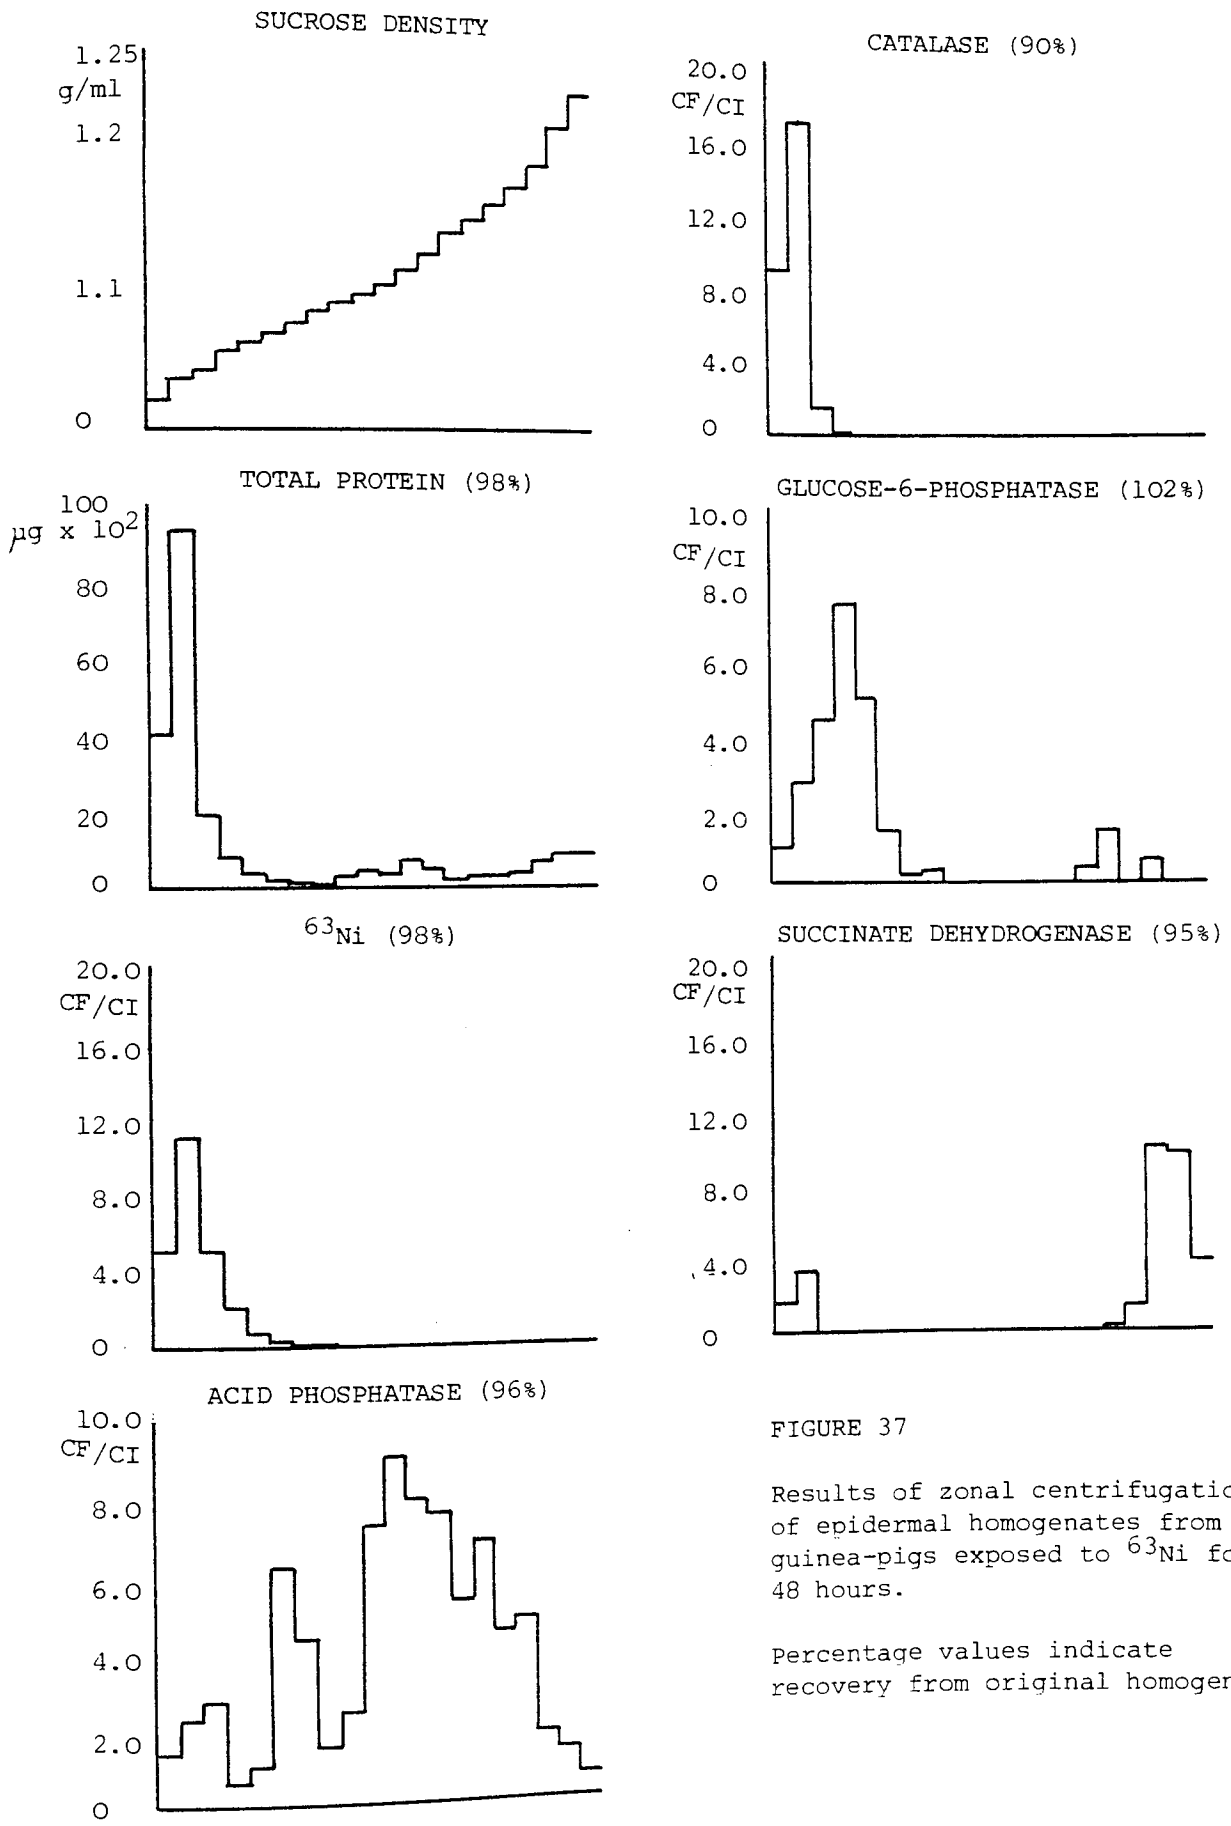 SUCROSE DENSITY
1.25
g/ml
1.2
1.1
0
CATALASE (90%)
20.0
CF/CI
16.0
12.0
8.0
4.0
0
TOTAL PROTEIN (98%)
100
µg x 10²
80
60
40
20
0
GLUCOSE-6-PHOSPHATASE (102%)
10.0
CF/CI
8.0
6.0
4.0
2.0
0
⁶³Ni (98%)
20.0
CF/CI
16.0
12.0
8.0
4.0
0
SUCCINATE DEHYDROGENASE (95%)
20.0
CF/CI
16.0
12.0
8.0
4.0
0
ACID PHOSPHATASE (96%)
10.0
CF/CI
8.0
6.0
4.0
2.0
0
FIGURE 37
Results of zonal centrifugatio
of epidermal homogenates from
guinea-pigs exposed to ⁶³Ni fo
48 hours.
Percentage values indicate
recovery from original homogen